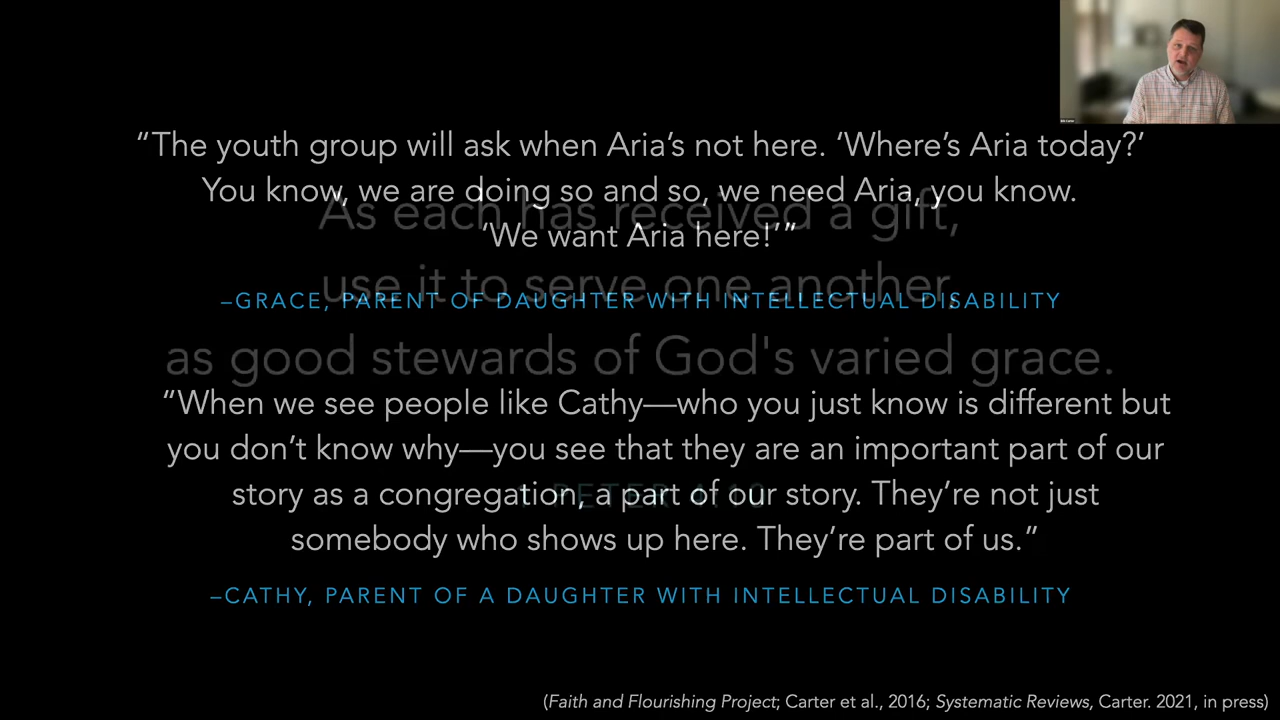 “The youth group will ask when Aria’s not here. ‘Where’s Aria today?’
You know, we are doing so and so, we need Aria, you know.
‘We want Aria here!’”
–GRACE, PARENT OF DAUGHTER WITH INTELLECTUAL DISABILITY
As each has received a gift,
use it to serve one another,
as good stewards of God's varied grace.
“When we see people like Cathy—who you just know is different but
you don’t know why—you see that they are an important part of our
story as a congregation, a part of our story. They’re not just
somebody who shows up here. They’re part of us.”
1 PETER 4:10
–CATHY, PARENT OF A DAUGHTER WITH INTELLECTUAL DISABILITY
(Faith and Flourishing Project; Carter et al., 2016; Systematic Reviews, Carter. 2021, in press)